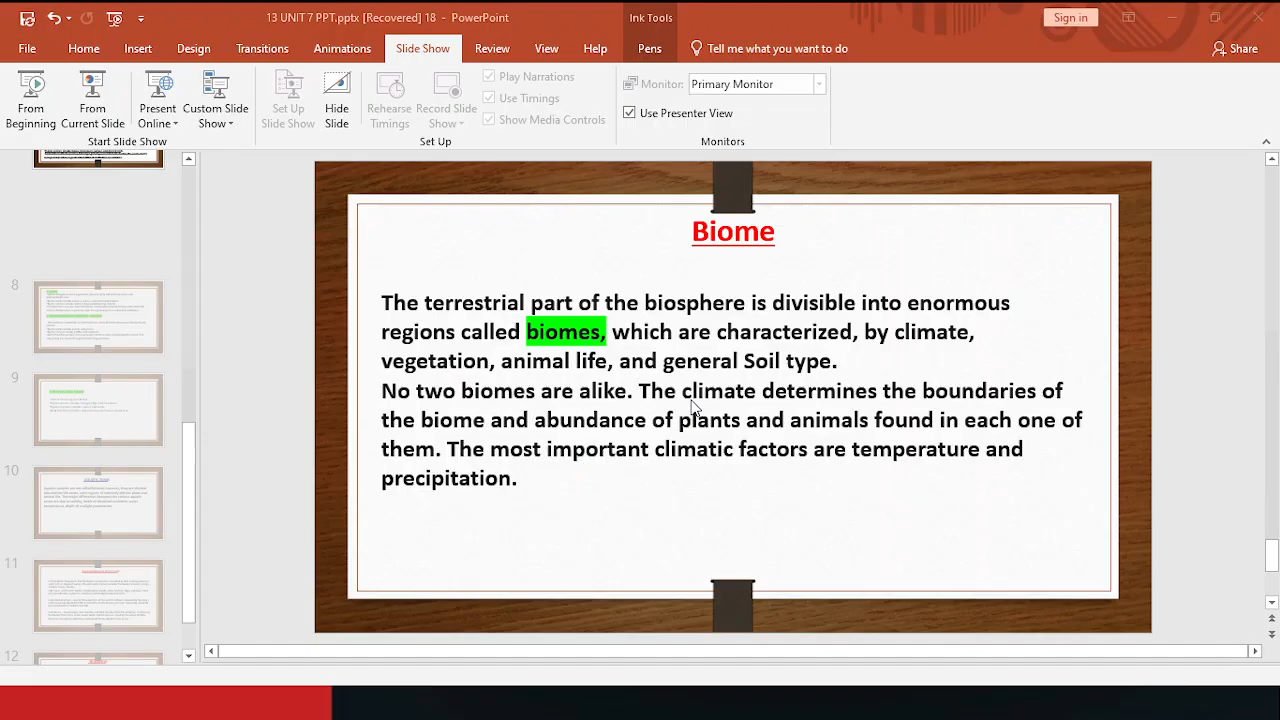 13 UNIT 7 PPT.pptx [Recovered] 18 - PowerPoint
Ink Tools
Sign in
File Home Insert Design Transitions Animations Slide Show Review View Help Pens Tell me what you want to do Share
From Beginning
From Current Slide
Present Online
Custom Slide Show
Start Slide Show
Set Up Slide Show
Hide Slide
Rehearse Timings
Record Slide Show
Play Narrations
Use Timings
Show Media Controls
Set Up
Monitor: Primary Monitor
Use Presenter View
Monitors
8
9
10
11
12
Biome
The terrestrial part of the biosphere is divisible into enormous
regions called biomes, which are characterized, by climate,
vegetation, animal life, and general Soil type.
No two biomes are alike. The climate determines the boundaries of
the biome and abundance of plants and animals found in each one of
them. The most important climatic factors are temperature and
precipitation.